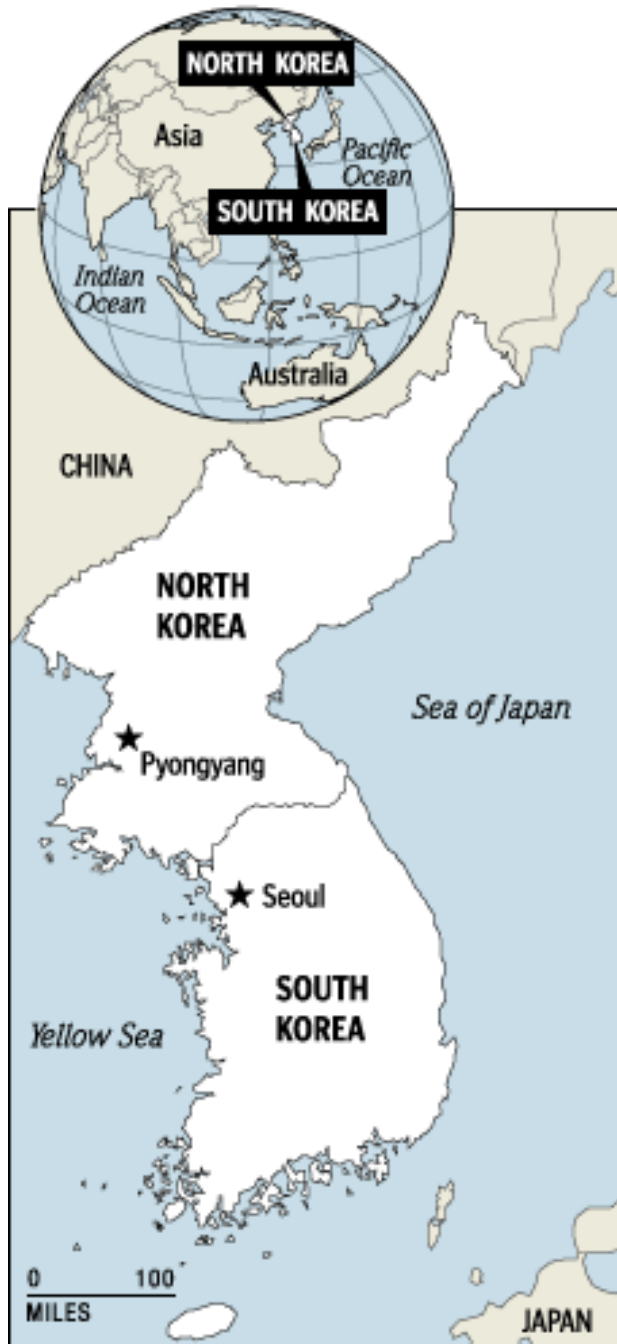 NORTH KOREA
Asia
Pacific
Ocean
SOUTH KOREA
Indian
Ocean
Australia
CHINA
NORTH
KOREA
Sea of Japan
Pyongyang
Seoul
SOUTH
KOREA
Yellow Sea
0 100
MILES
JAPAN